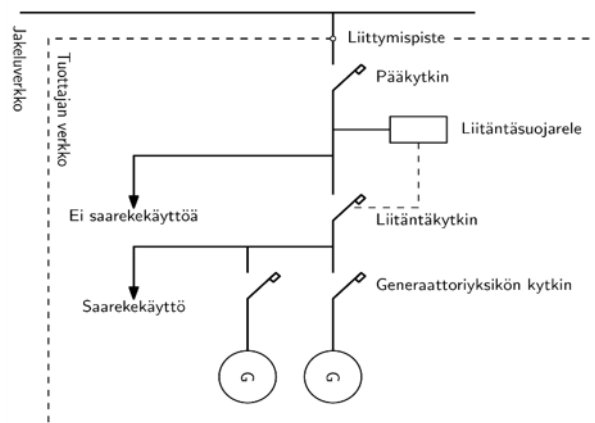 Jakeluverkko
Tuottajan verkko
Liittymispiste
Pääkytkin
Liitäntäsuojarele
Ei saarekekäyttöä
Liitäntäkytkin
Saarekekäyttö
Generaattoriyksikön kytkin
G
G